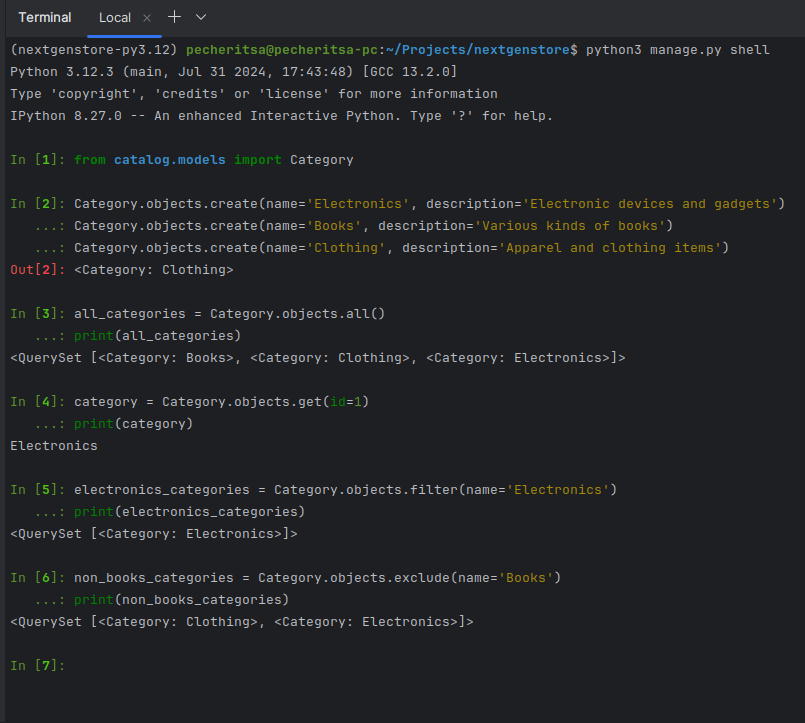 Terminal Local
(nextgenstore-py3.12) pecheritsa@pecheritsa-pc:~/Projects/nextgenstore$ python3 manage.py shell
Python 3.12.3 (main, Jul 31 2024, 17:43:48) [GCC 13.2.0]
Type 'copyright', 'credits' or 'license' for more information
IPython 8.27.0 -- An enhanced Interactive Python. Type '?' for help.
In [1]: from catalog.models import Category
In [2]: Category.objects.create(name='Electronics', description='Electronic devices and gadgets')
...: Category.objects.create(name='Books', description='Various kinds of books')
...: Category.objects.create(name='Clothing', description='Apparel and clothing items')
Out[2]: <Category: Clothing>
In [3]: all_categories = Category.objects.all()
...: print(all_categories)
<QuerySet [<Category: Books>, <Category: Clothing>, <Category: Electronics>]>
In [4]: category = Category.objects.get(id=1)
...: print(category)
Electronics
In [5]: electronics_categories = Category.objects.filter(name='Electronics')
...: print(electronics_categories)
<QuerySet [<Category: Electronics>]>
In [6]: non_books_categories = Category.objects.exclude(name='Books')
...: print(non_books_categories)
<QuerySet [<Category: Clothing>, <Category: Electronics>]>
In [7]: